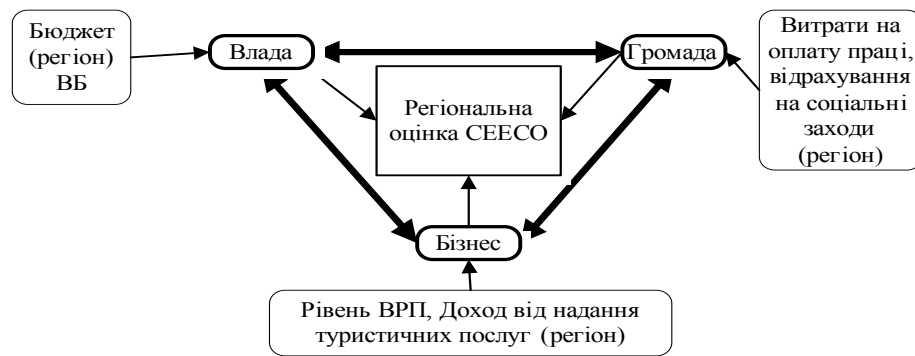 Бюджет
(регіон)
ВБ
Влада
Громада
Витрати на
оплату праці,
відрахування
на соціальні
заходи
(регіон)
Регіональна
оцінка СЕЕСО
Бізнес
Рівень ВРП, Доход від надання
туристичних послуг (регіон)